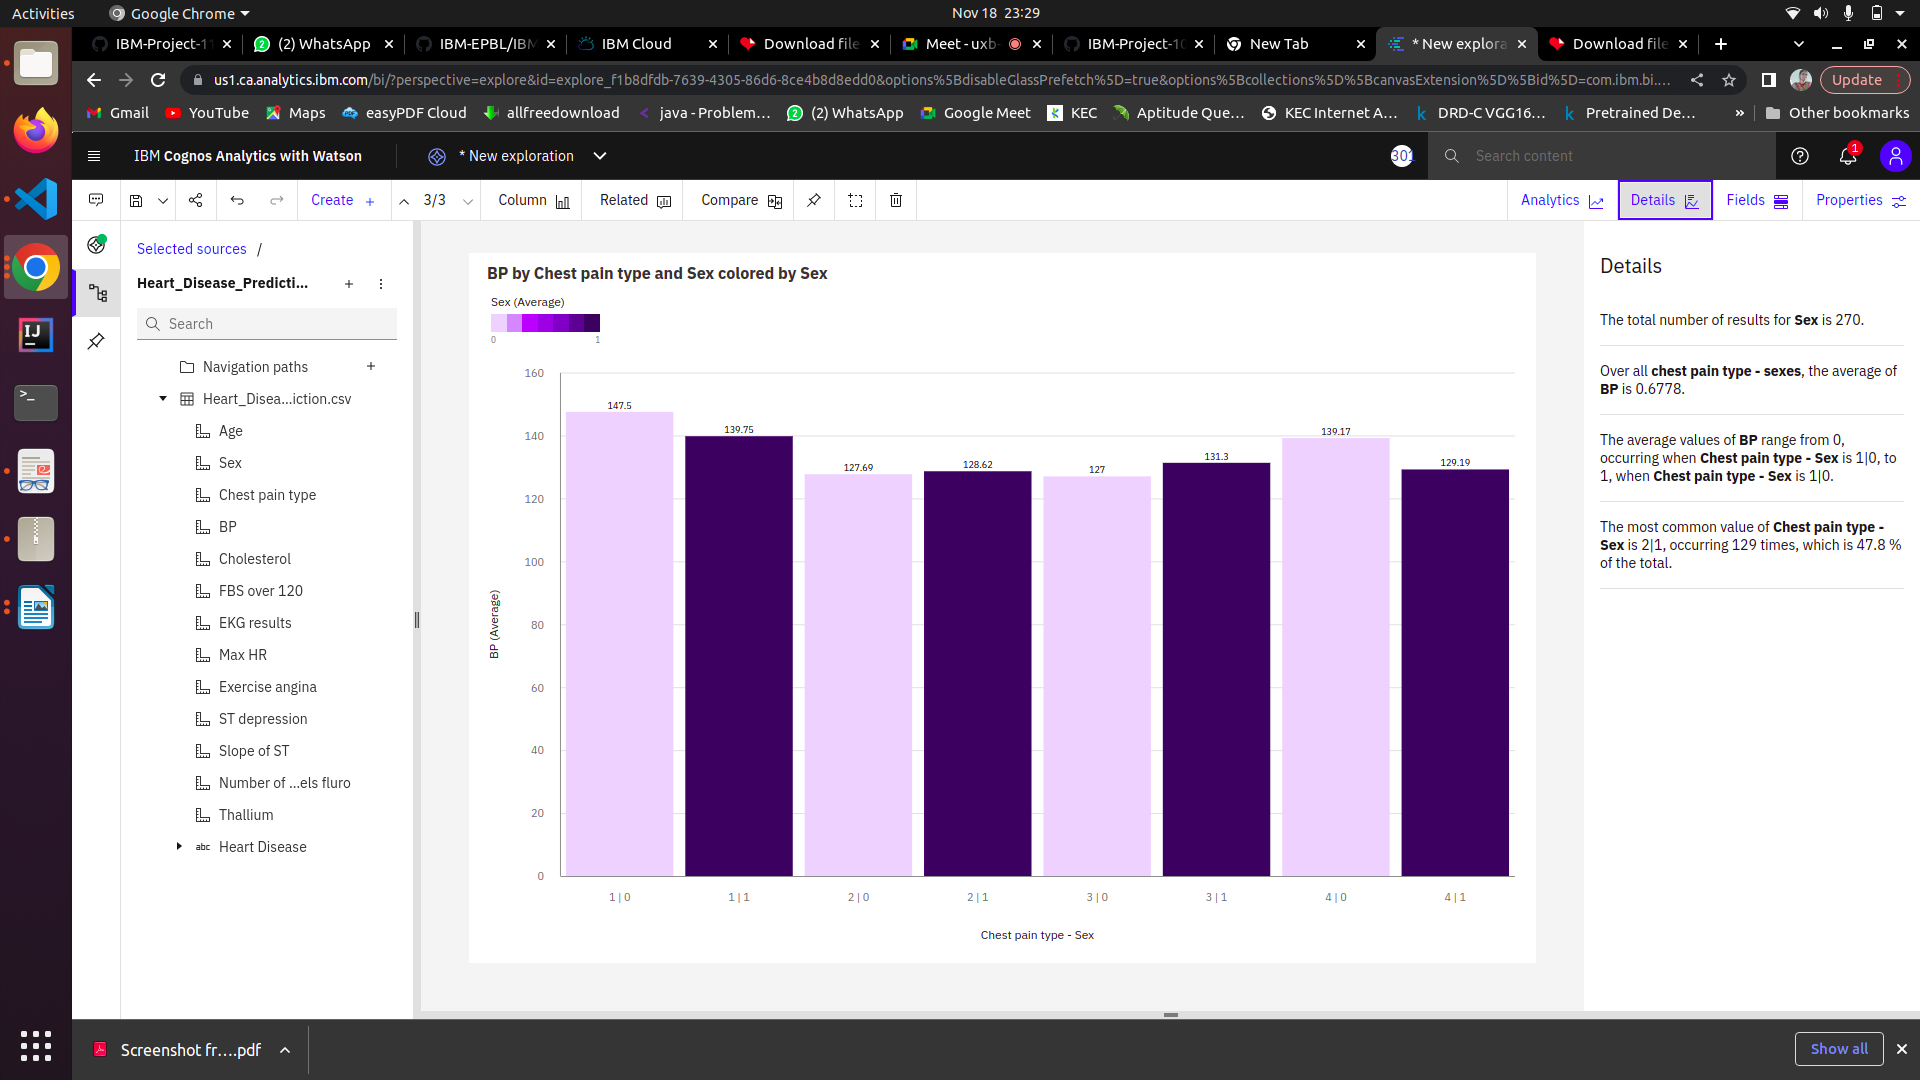 Activities
Google Chrome
Nov 18 23:29
IBM-Project-11
(2) WhatsApp
IBM-EPBL/IBM
IBM Cloud
Download file
Meet - uxb-
IBM-Project-10
New Tab
* New explora
Download file
us1.ca.analytics.ibm.com/bi/?perspective=explore&id=explore_f1b8dfdb-7639-4305-86d6-8ce4b8d8edd0&options%5BdisableGlassPrefetch%5D=true&options%5Bcollections%5D%5BcanvasExtension%5D%5Bid%5D=com.ibm.bi....
Update
Gmail
YouTube
Maps
easyPDF Cloud
allfreedownload
java - Problem...
(2) WhatsApp
Google Meet
KEC
Aptitude Que...
KEC Internet A...
DRD-C VGG16...
Pretrained De...
»
Other bookmarks
IBM Cognos Analytics with Watson
* New exploration
301
Search content
1
Create +
3/3
Column
Related
Compare
Analytics
Details
Fields
Properties
Selected sources /
Heart_Disease_Predicti...
Search
Navigation paths
Heart_Disea...iction.csv
Age
Sex
Chest pain type
BP
Cholesterol
FBS over 120
EKG results
Max HR
Exercise angina
ST depression
Slope of ST
Number of ...els fluro
Thallium
abc Heart Disease
BP by Chest pain type and Sex colored by Sex
Sex (Average)
0 1
160
140
120
100
80
60
40
20
0
BP (Average)
147.5
139.75
127.69
128.62
127
131.3
139.17
129.19
1 | 0
1 | 1
2 | 0
2 | 1
3 | 0
3 | 1
4 | 0
4 | 1
Chest pain type - Sex
Details
The total number of results for Sex is 270.
Over all chest pain type - sexes, the average of
BP is 0.6778.
The average values of BP range from 0,
occurring when Chest pain type - Sex is 1|0, to
1, when Chest pain type - Sex is 1|0.
The most common value of Chest pain type -
Sex is 2|1, occurring 129 times, which is 47.8 %
of the total.
Screenshot fr....pdf
Show all